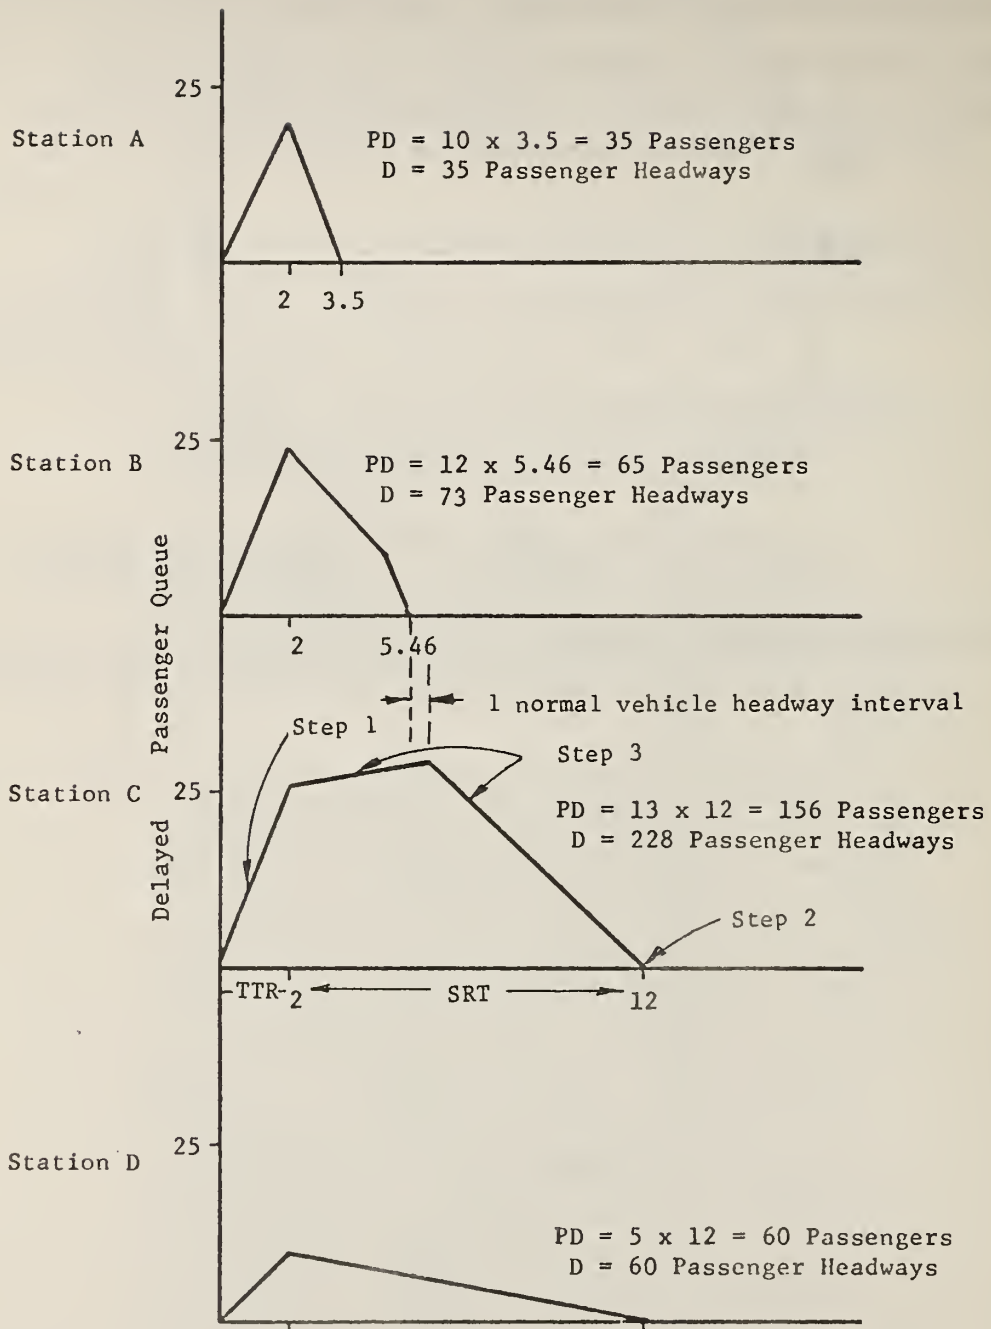 25
Station A
PD = 10 x 3.5 = 35 Passengers
D = 35 Passenger Headways
2 3.5
25
Station B
PD = 12 x 5.46 = 65 Passengers
D = 73 Passenger Headways
2 5.46
1 normal vehicle headway interval
Delayed Passenger Queue
Step 1
Step 3
Station C
25
PD = 13 x 12 = 156 Passengers
D = 228 Passenger Headways
Step 2
TTR 2 SRT 12
25
Station D
PD = 5 x 12 = 60 Passengers
D = 60 Passenger Headways